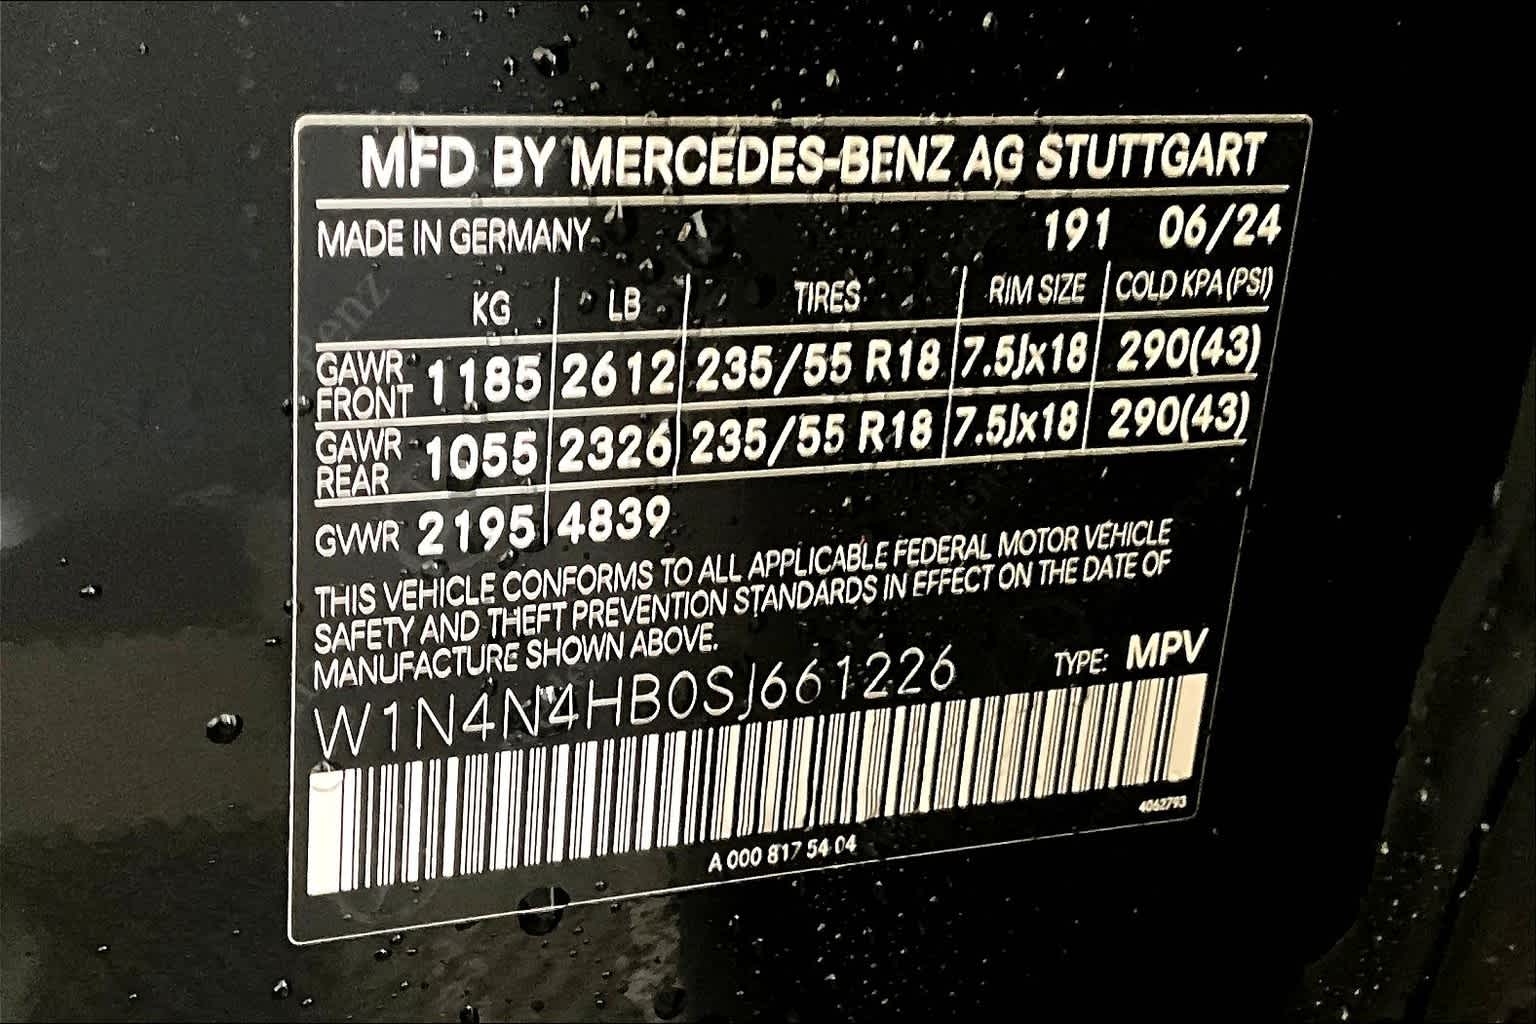 MFD BY MERCEDES-BENZ AG STUTTGART
MADE IN GERMANY 191 06/24
KG LB TIRES RIM SIZE COLD KPA(PSI)
GAWR FRONT 1185 2612 235/55 R18 7.5Jx18 290(43)
GAWR REAR 1055 2326 235/55 R18 7.5Jx18 290(43)
GVWR 2195 4839
THIS VEHICLE CONFORMS TO ALL APPLICABLE FEDERAL MOTOR VEHICLE
SAFETY AND THEFT PREVENTION STANDARDS IN EFFECT ON THE DATE OF
MANUFACTURE SHOWN ABOVE.
W1N4N4HB0SJ661226 TYPE: MPV
4062793
A 000 817 54 04